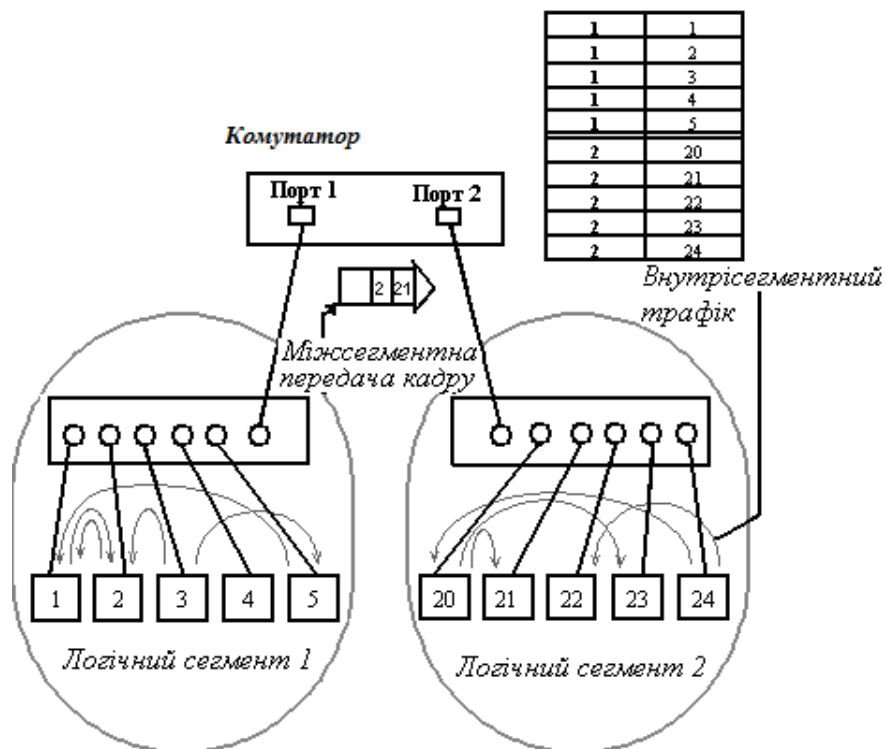 1 1
1 2
1 3
1 4
1 5
2 20
2 21
2 22
2 23
2 24
Комутатор
Порт 1 Порт 2
2 21
Внутрісегментний
трафік
Міжсегментна
передача кадру
1 2 3 4 5
20 21 22 23 24
Логічний сегмент 1
Логічний сегмент 2